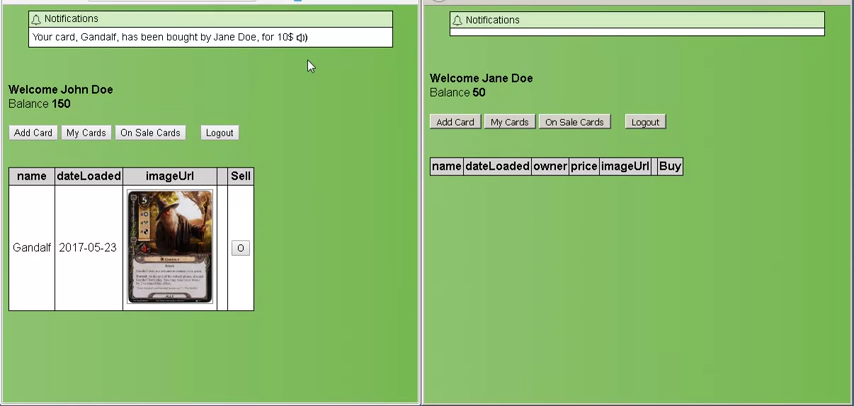 Notifications
Your card, Gandalf, has been bought by Jane Doe, for 10$
Welcome John Doe
Balance 150
Add Card My Cards On Sale Cards Logout
name dateLoaded imageUrl Sell
5
Gandalf 2017-05-23 O
Notifications
Welcome Jane Doe
Balance 50
Add Card My Cards On Sale Cards Logout
name dateLoaded owner price imageUrl Buy